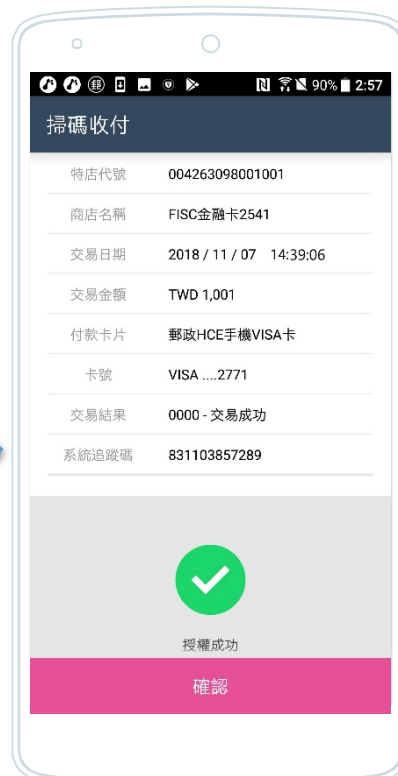 90% 2:57
掃碼收付
特店代號 004263098001001
商店名稱 FISC金融卡2541
交易日期 2018 / 11 / 07 14:39:06
交易金額 TWD 1,001
付款卡片 郵政HCE手機VISA卡
卡號 VISA ....2771
交易結果 0000 - 交易成功
系統追蹤碼 831103857289
授權成功
確認